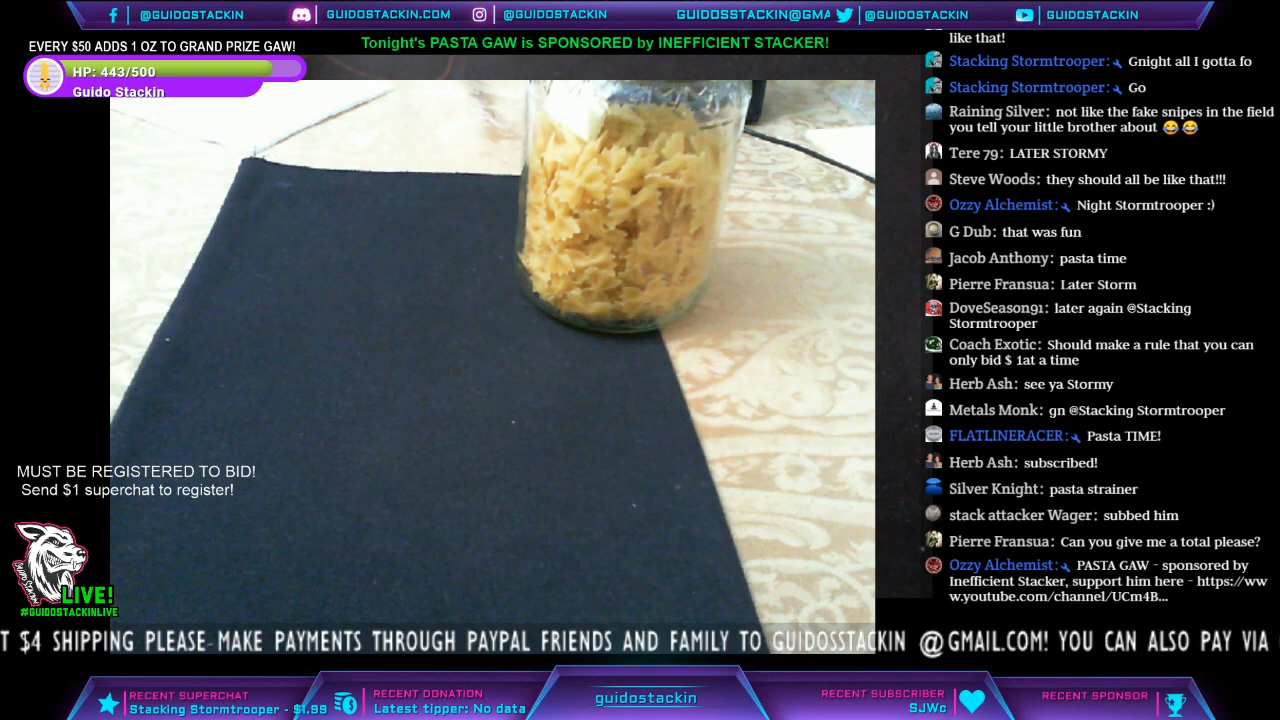 @GUIDOSTACKIN
GUIDOSTACKIN.COM
@GUIDOSTACKIN
GUIDOSSTACKIN@GMA
@GUIDOSTACKIN
GUIDOSTACKIN
EVERY $50 ADDS 1 OZ TO GRAND PRIZE GAW!
HP: 443/500
Guido Stackin
Tonight's PASTA GAW is SPONSORED by INEFFICIENT STACKER!
like that!
Stacking Stormtrooper: Gnight all I gotta fo
Stacking Stormtrooper: Go
Raining Silver: not like the fake snipes in the field
you tell your little brother about 😂 😂
Tere 79: LATER STORMY
Steve Woods: they should all be like that!!!
Ozzy Alchemist: Night Stormtrooper :)
G Dub: that was fun
Jacob Anthony: pasta time
Pierre Fransua: Later Storm
DoveSeason91: later again @Stacking
Stormtrooper
Coach Exotic: Should make a rule that you can
only bid $ 1at a time
Herb Ash: see ya Stormy
Metals Monk: gn @Stacking Stormtrooper
FLATLINERACER: Pasta TIME!
Herb Ash: subscribed!
Silver Knight: pasta strainer
stack attacker Wager: subbed him
Pierre Fransua: Can you give me a total please?
Ozzy Alchemist: PASTA GAW - sponsored by
Inefficient Stacker, support him here - https://ww
w.youtube.com/channel/UCm4B...
MUST BE REGISTERED TO BID!
Send $1 superchat to register!
GUIDO STACKIN
LIVE!
#GUIDOSTACKINLIVE
T $4 SHIPPING PLEASE-MAKE PAYMENTS THROUGH PAYPAL FRIENDS AND FAMILY TO GUIDOSSTACKIN @GMAIL.COM! YOU CAN ALSO PAY VIA
RECENT SUPERCHAT
Stacking Stormtrooper - $1.99
RECENT DONATION
Latest tipper: No data
guidostackin
RECENT SUBSCRIBER
SJWc
RECENT SPONSOR